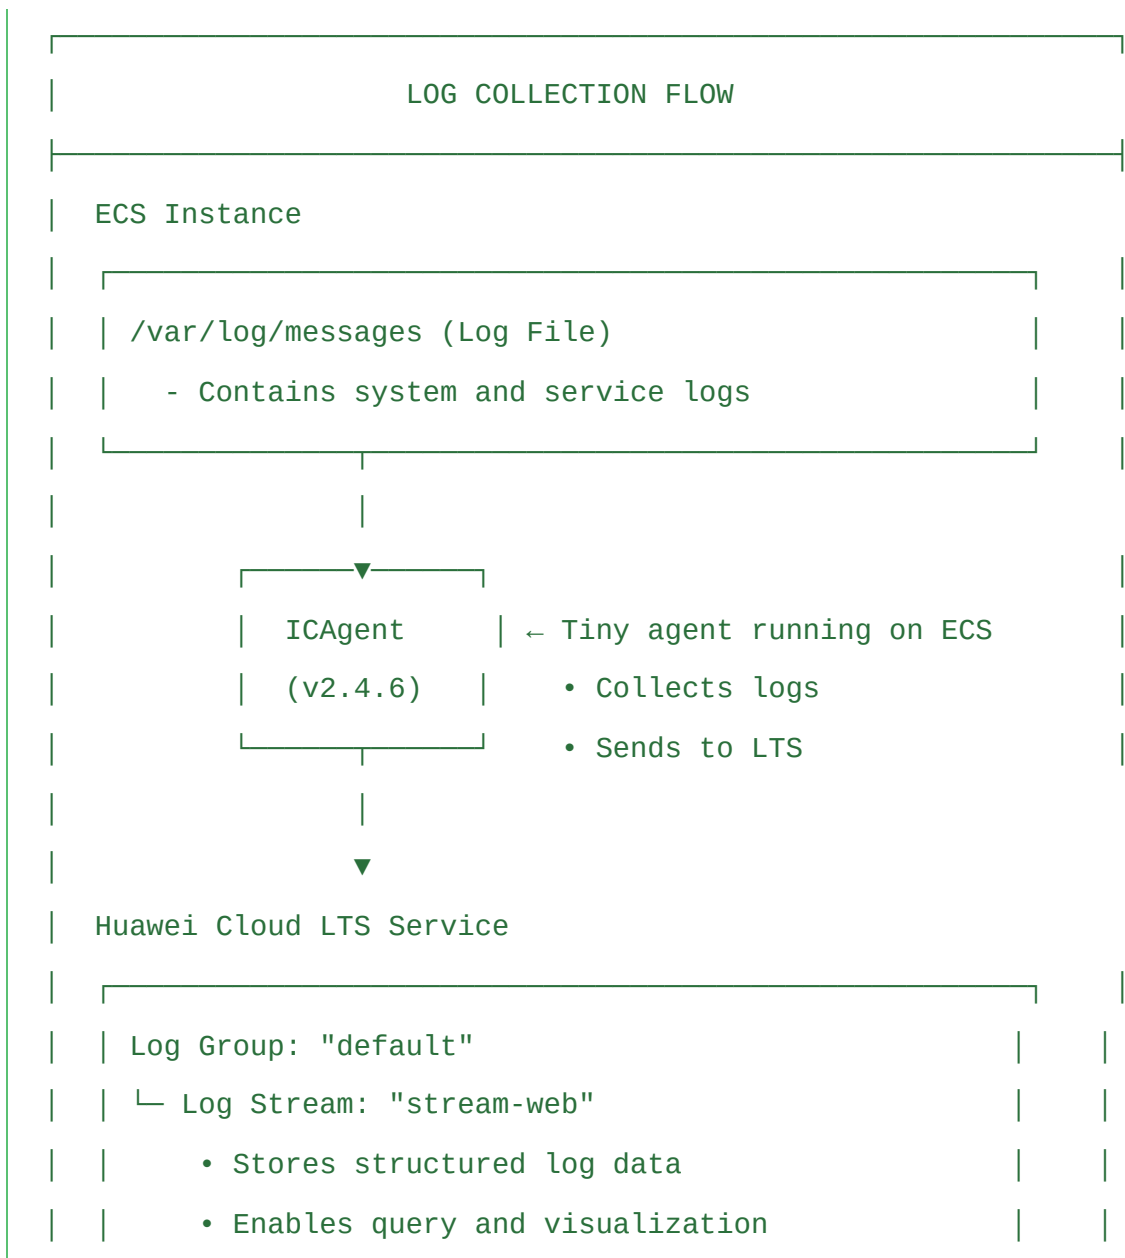 LOG COLLECTION FLOW
ECS Instance
/var/log/messages (Log File)
- Contains system and service logs
ICAgent ← Tiny agent running on ECS
(v2.4.6) • Collects logs
• Sends to LTS
Huawei Cloud LTS Service
Log Group: "default"
└─ Log Stream: "stream-web"
• Stores structured log data
• Enables query and visualization